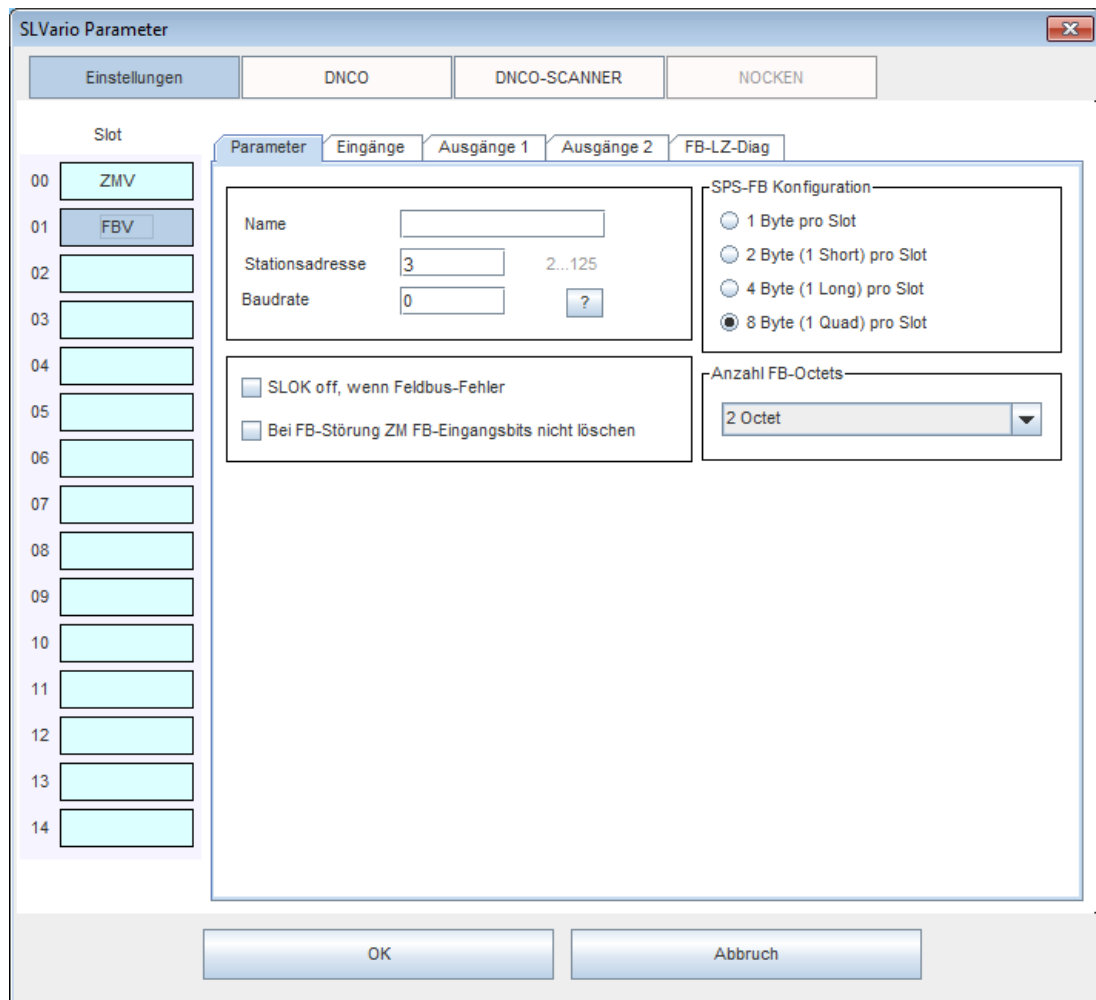 SLVario Parameter
Einstellungen DNCO DNCO-SCANNER NOCKEN
Slot
00 ZMV
01 FBV
02
03
04
05
06
07
08
09
10
11
12
13
14
Parameter Eingänge Ausgänge 1 Ausgänge 2 FB-LZ-Diag
Name
Stationsadresse 3 2...125
Baudrate 0 ?
SPS-FB Konfiguration
1 Byte pro Slot
2 Byte (1 Short) pro Slot
4 Byte (1 Long) pro Slot
8 Byte (1 Quad) pro Slot
SLOK off, wenn Feldbus-Fehler
Bei FB-Störung ZM FB-Eingangsbits nicht löschen
Anzahl FB-Octets
2 Octet
OK Abbruch